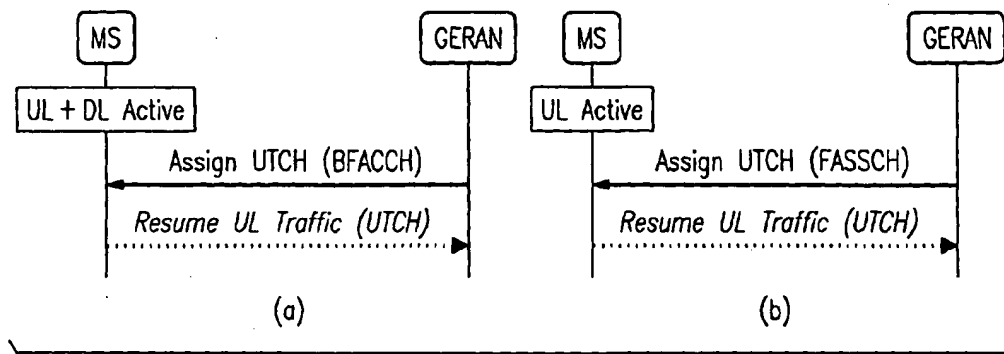 MS GERAN MS GERAN
UL + DL Active UL Active
Assign UTCH (BFACCH) Assign UTCH (FASSCH)
Resume UL Traffic (UTCH) Resume UL Traffic (UTCH)
(a) (b)